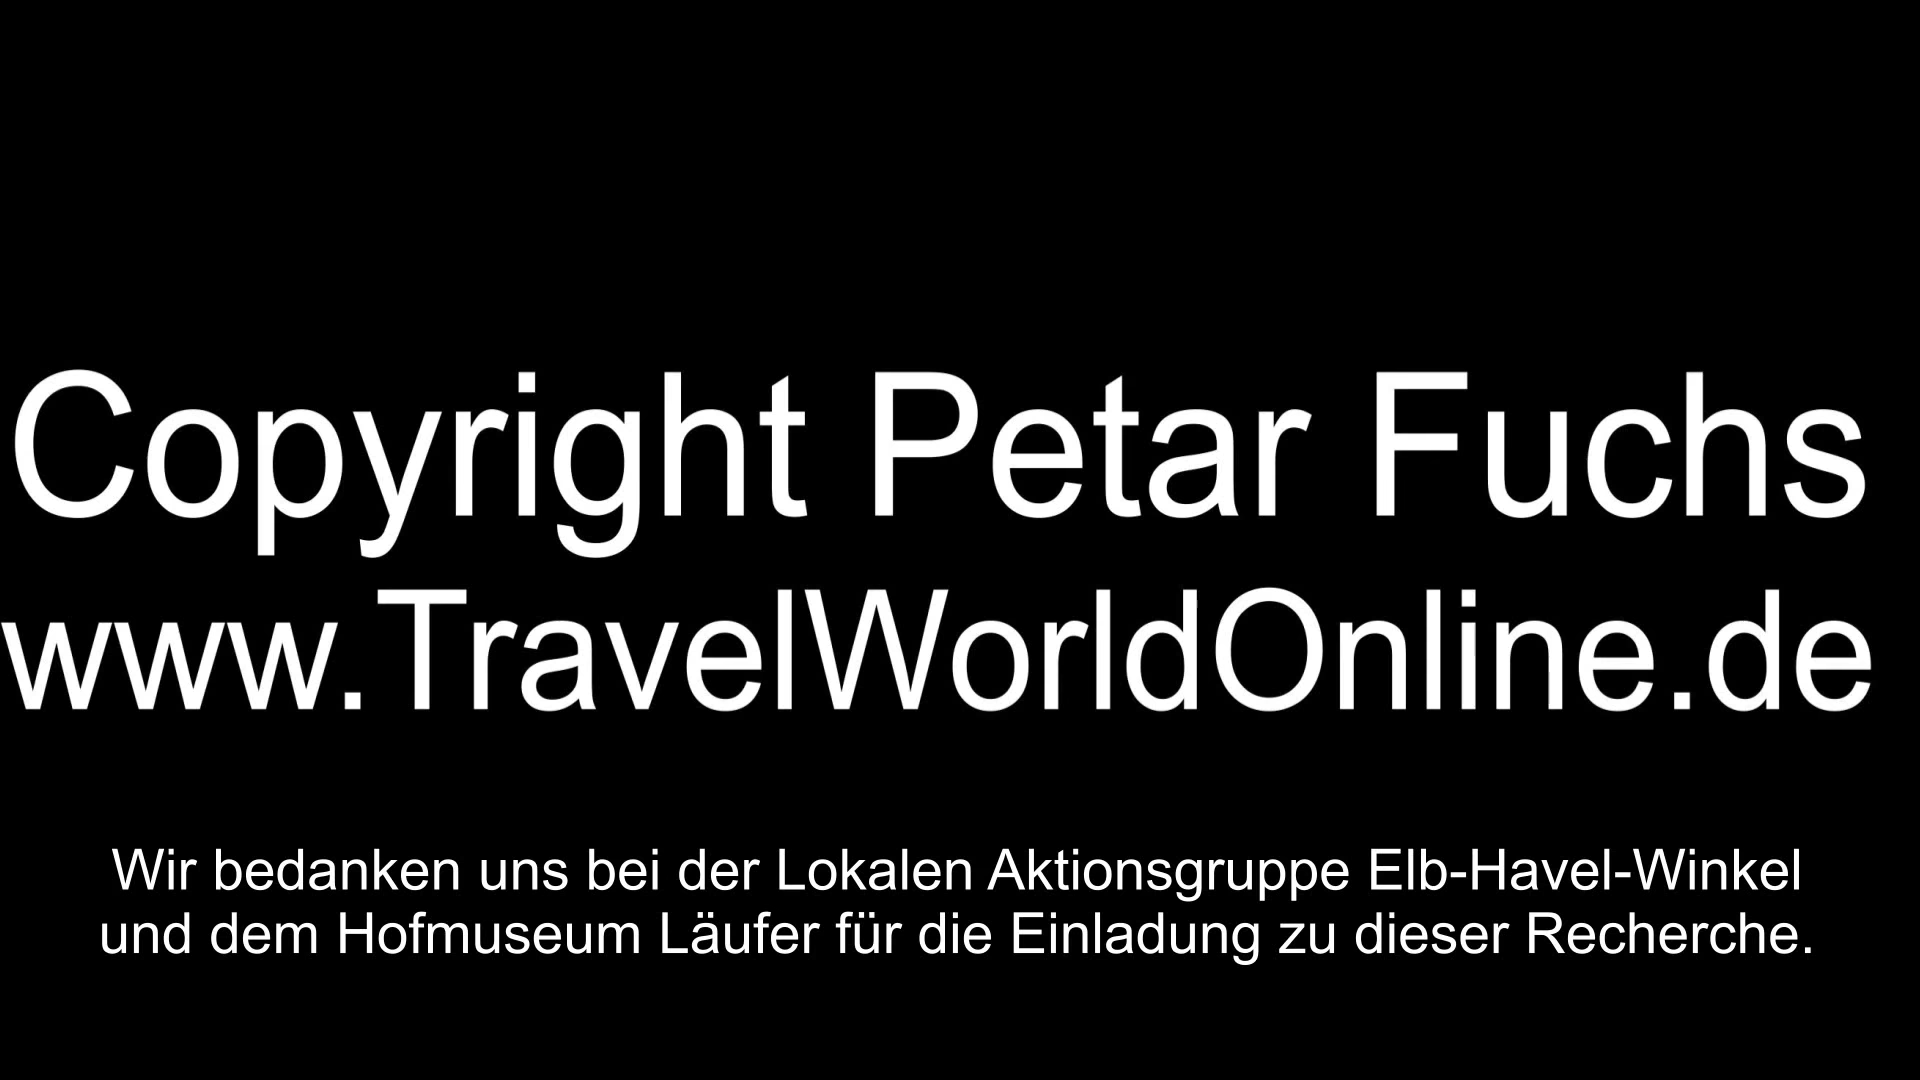 Copyright Petar Fuchs
www.TravelWorldOnline.de
Wir bedanken uns bei der Lokalen Aktionsgruppe Elb-Havel-Winkel
und dem Hofmuseum Läufer für die Einladung zu dieser Recherche.